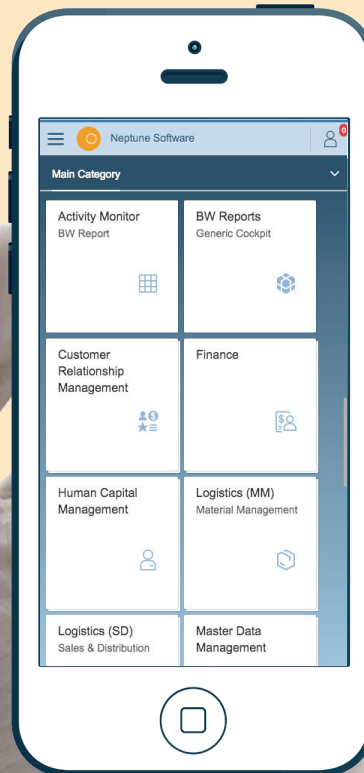 Neptune Software
0
Main Category
Activity Monitor
BW Report
BW Reports
Generic Cockpit
Customer
Relationship
Management
Finance
Human Capital
Management
Logistics (MM)
Material Management
Logistics (SD)
Sales & Distribution
Master Data
Management